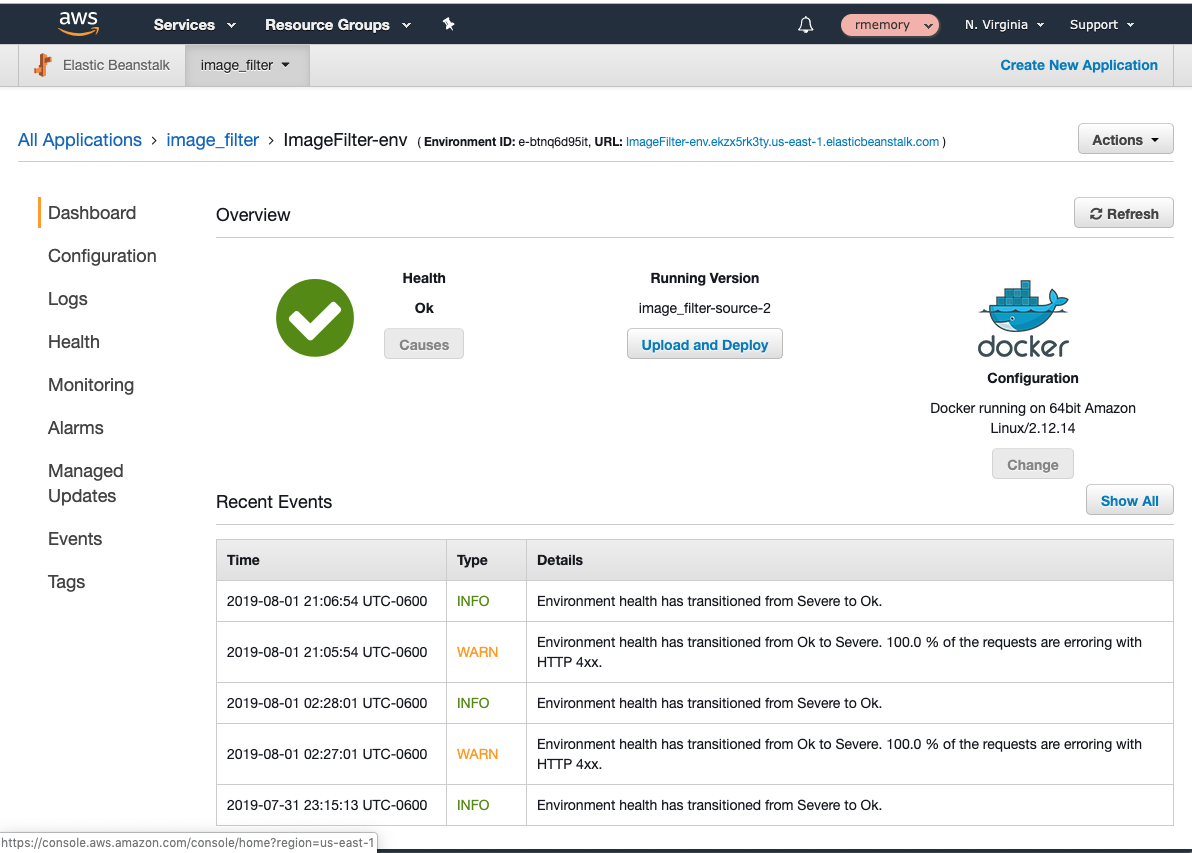 aws Services Resource Groups rmemory N. Virginia Support
Elastic Beanstalk image_filter Create New Application
All Applications › image_filter › ImageFilter-env ( Environment ID: e-btnq6d95it, URL: ImageFilter-env.ekzx5rk3ty.us-east-1.elasticbeanstalk.com ) Actions
Dashboard
Configuration
Logs
Health
Monitoring
Alarms
Managed
Updates
Events
Tags
Overview Refresh
Health
Ok
Causes
Running Version
image_filter-source-2
Upload and Deploy
docker
Configuration
Docker running on 64bit Amazon
Linux/2.12.14
Change
Recent Events Show All
Time Type Details
2019-08-01 21:06:54 UTC-0600 INFO Environment health has transitioned from Severe to Ok.
2019-08-01 21:05:54 UTC-0600 WARN Environment health has transitioned from Ok to Severe. 100.0 % of the requests are erroring with
HTTP 4xx.
2019-08-01 02:28:01 UTC-0600 INFO Environment health has transitioned from Severe to Ok.
2019-08-01 02:27:01 UTC-0600 WARN Environment health has transitioned from Ok to Severe. 100.0 % of the requests are erroring with
HTTP 4xx.
2019-07-31 23:15:13 UTC-0600 INFO Environment health has transitioned from Severe to Ok.
https://console.aws.amazon.com/console/home?region=us-east-1